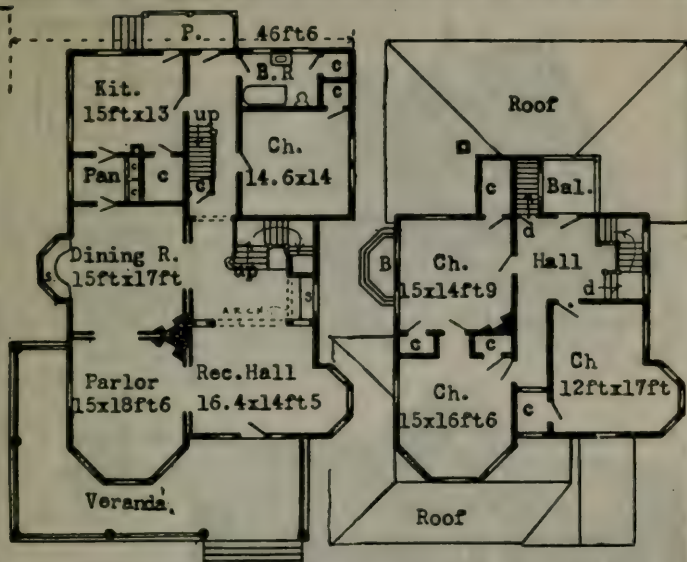 P. 46ft6
B.R
c
c
Kit.
15ftx13
up
Ch.
14.6x14
Pan
c
c
c
c
Dining R.
15ftx17ft
s
up
s
ARCH
Parlor
15x18ft6
Rec.Hall
16.4x14ft5
Veranda
Roof
c
Bal.
d
B
Ch.
15x14ft9
Hall
d
c
c
Ch
12ftx17ft
Ch.
15x16ft6
c
Roof